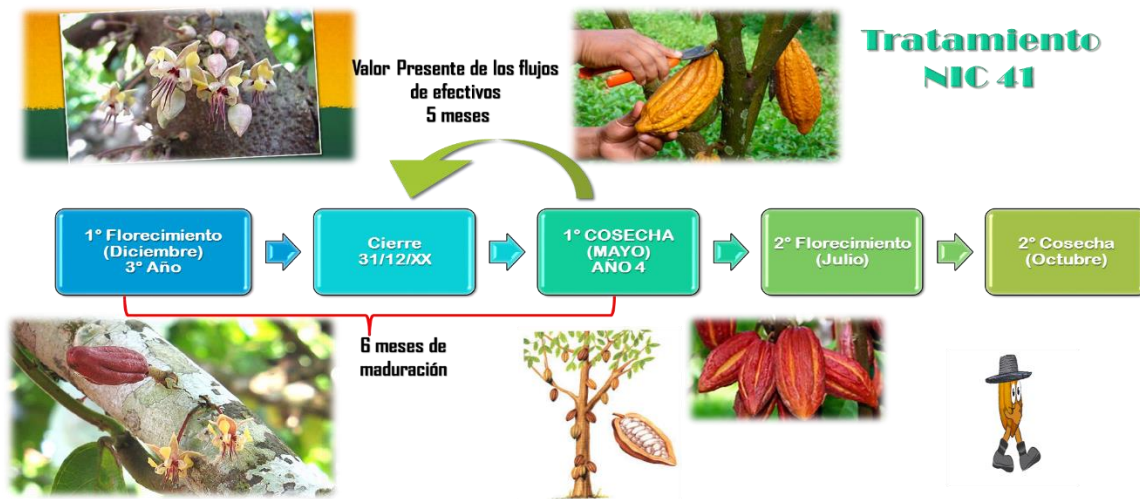 Tratamiento
NIC 41
Valor Presente de los flujos
de efectivos
5 meses
1° Florecimiento
(Diciembre)
3° Año
Cierre
31/12/XX
1° COSECHA
(MAYO)
AÑO 4
2° Florecimiento
(Julio)
2° Cosecha
(Octubre)
6 meses de
maduración